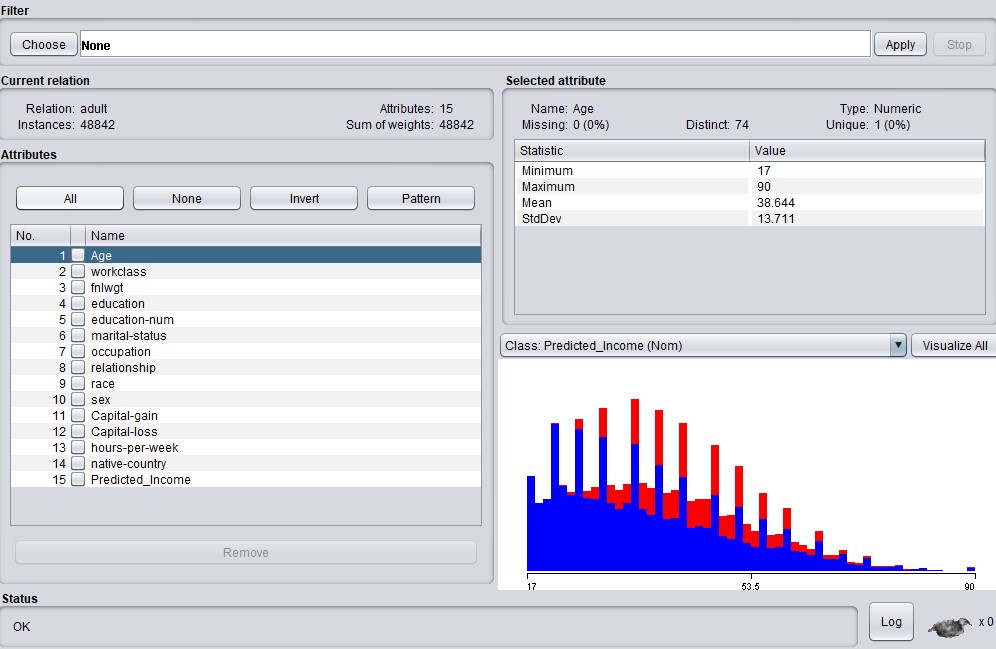 Filter
Choose None Apply Stop
Current relation
Relation: adult Attributes: 15
Instances: 48842 Sum of weights: 48842
Attributes
All None Invert Pattern
No. Name
1 Age
2 workclass
3 fnlwgt
4 education
5 education-num
6 marital-status
7 occupation
8 relationship
9 race
10 sex
11 Capital-gain
12 Capital-loss
13 hours-per-week
14 native-country
15 Predicted_Income
Remove
Selected attribute
Name: Age Type: Numeric
Missing: 0 (0%) Distinct: 74 Unique: 1 (0%)
Statistic Value
Minimum 17
Maximum 90
Mean 38.644
StdDev 13.711
Class: Predicted_Income (Nom) Visualize All
17 53.5 90
Status
OK Log x 0